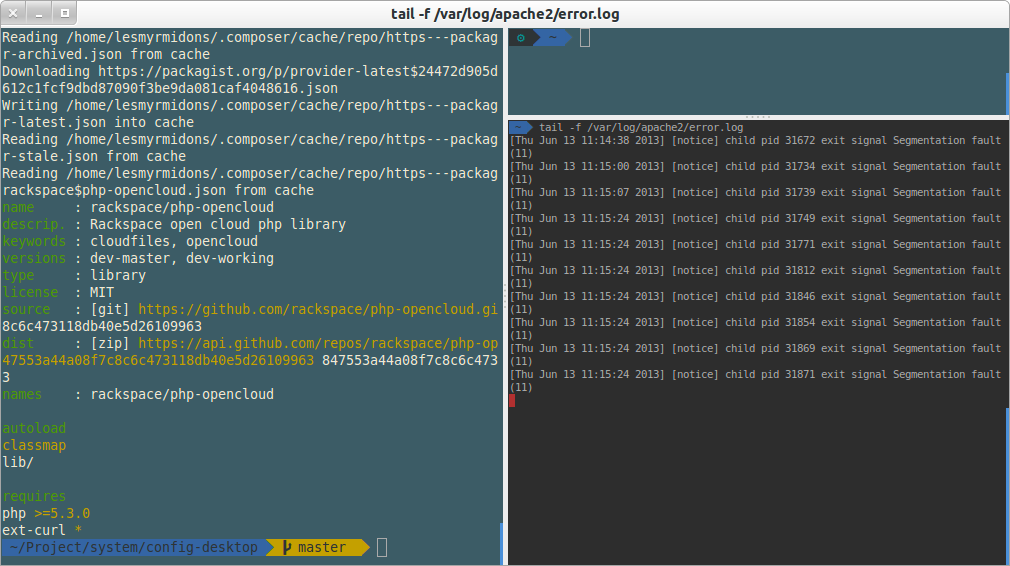 tail -f /var/log/apache2/error.log
Reading /home/lesmyrmidons/.composer/cache/repo/https---packag
r-archived.json from cache
Downloading https://packagist.org/p/provider-latest$24472d905d
612c1fcf9dbd87090f3be9da081caf4048616.json
Writing /home/lesmyrmidons/.composer/cache/repo/https---packag
r-latest.json into cache
Reading /home/lesmyrmidons/.composer/cache/repo/https---packag
r-stale.json from cache
Reading /home/lesmyrmidons/.composer/cache/repo/https---packag
rackspace$php-opencloud.json from cache
name     : rackspace/php-opencloud
descrip. : Rackspace open cloud php library
keywords : cloudfiles, opencloud
versions : dev-master, dev-working
type     : library
license  : MIT
source   : [git] https://github.com/rackspace/php-opencloud.gi
8c6c473118db40e5d26109963
dist     : [zip] https://api.github.com/repos/rackspace/php-op
47553a44a08f7c8c6c473118db40e5d26109963 847553a44a08f7c8c6c473
3
names    : rackspace/php-opencloud
autoload
classmap
lib/
requires
php >=5.3.0
ext-curl *
~/Project/system/config-desktop master
~
~ tail -f /var/log/apache2/error.log
[Thu Jun 13 11:14:38 2013] [notice] child pid 31672 exit signal Segmentation fault
(11)
[Thu Jun 13 11:15:00 2013] [notice] child pid 31734 exit signal Segmentation fault
(11)
[Thu Jun 13 11:15:07 2013] [notice] child pid 31739 exit signal Segmentation fault
(11)
[Thu Jun 13 11:15:24 2013] [notice] child pid 31749 exit signal Segmentation fault
(11)
[Thu Jun 13 11:15:24 2013] [notice] child pid 31771 exit signal Segmentation fault
(11)
[Thu Jun 13 11:15:24 2013] [notice] child pid 31812 exit signal Segmentation fault
(11)
[Thu Jun 13 11:15:24 2013] [notice] child pid 31846 exit signal Segmentation fault
(11)
[Thu Jun 13 11:15:24 2013] [notice] child pid 31854 exit signal Segmentation fault
(11)
[Thu Jun 13 11:15:24 2013] [notice] child pid 31869 exit signal Segmentation fault
(11)
[Thu Jun 13 11:15:24 2013] [notice] child pid 31871 exit signal Segmentation fault
(11)